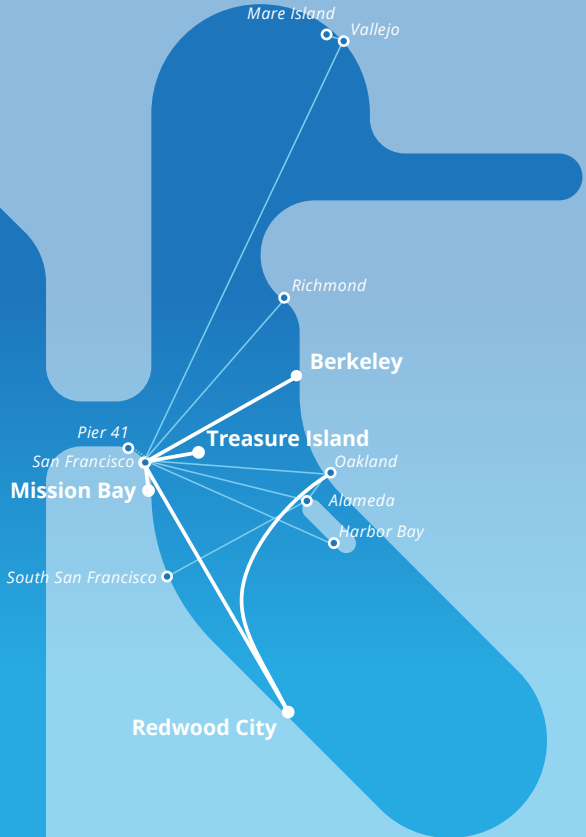 Mare Island
Vallejo
Richmond
Berkeley
Pier 41
Treasure Island
San Francisco
Oakland
Mission Bay
Alameda
Harbor Bay
South San Francisco
Redwood City